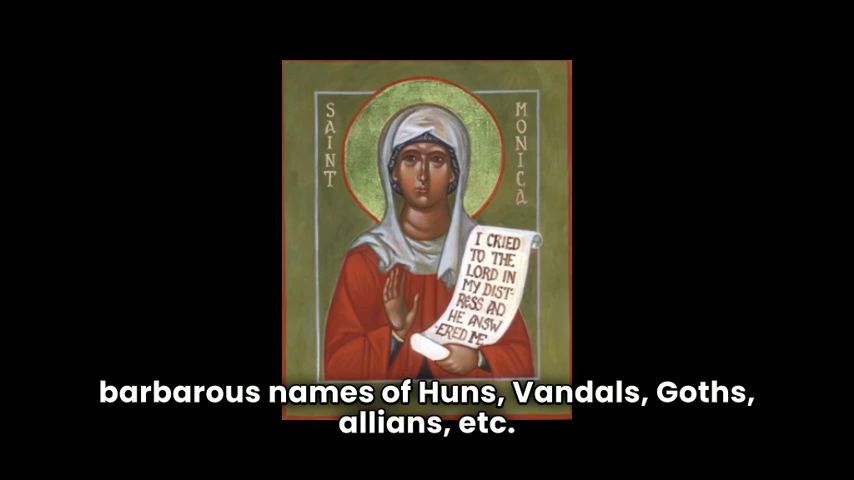 SAINT
MONICA
I CRIED
TO THE
LORD IN
MY DIST-
RESS AND
HE ANSW
-ERED ME.
barbarous names of Huns, Vandals, Goths,
allians, etc.